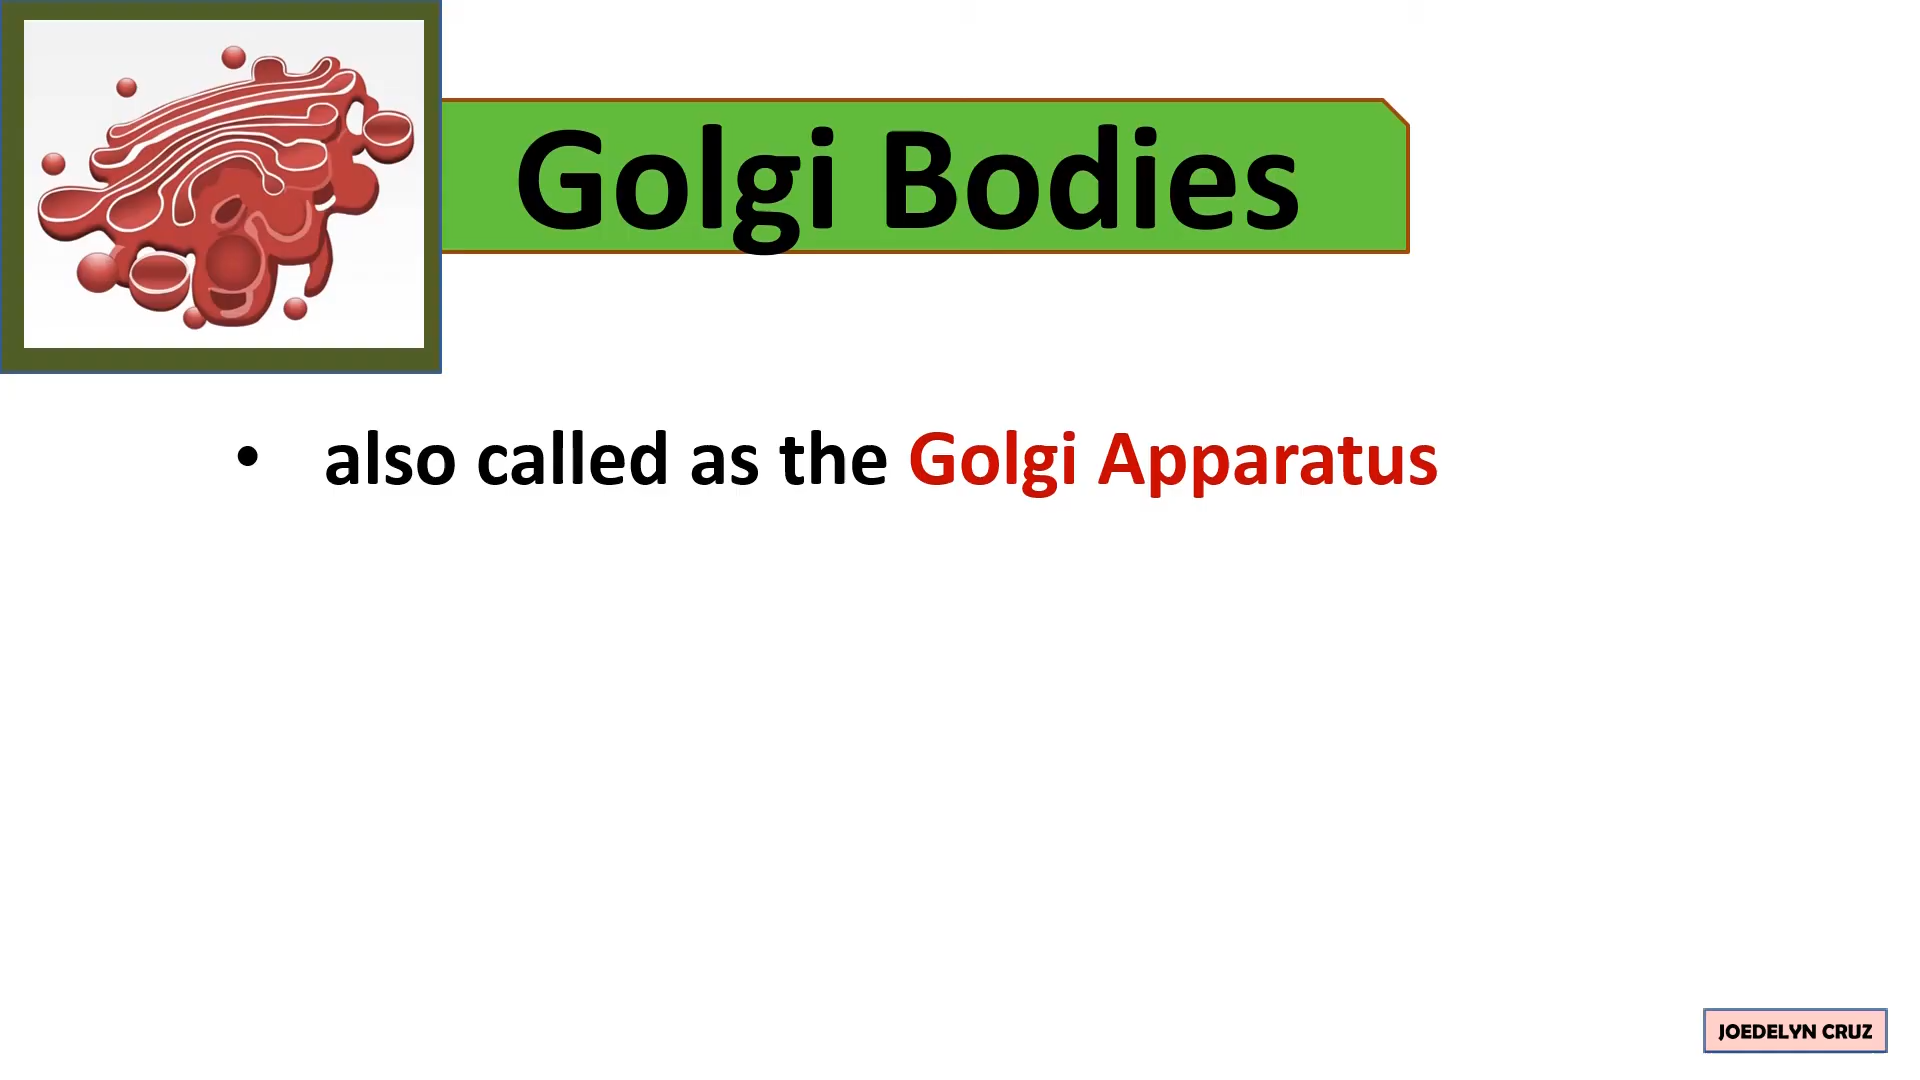 Golgi Bodies
• also called as the Golgi Apparatus
JOEDELYN CRUZ